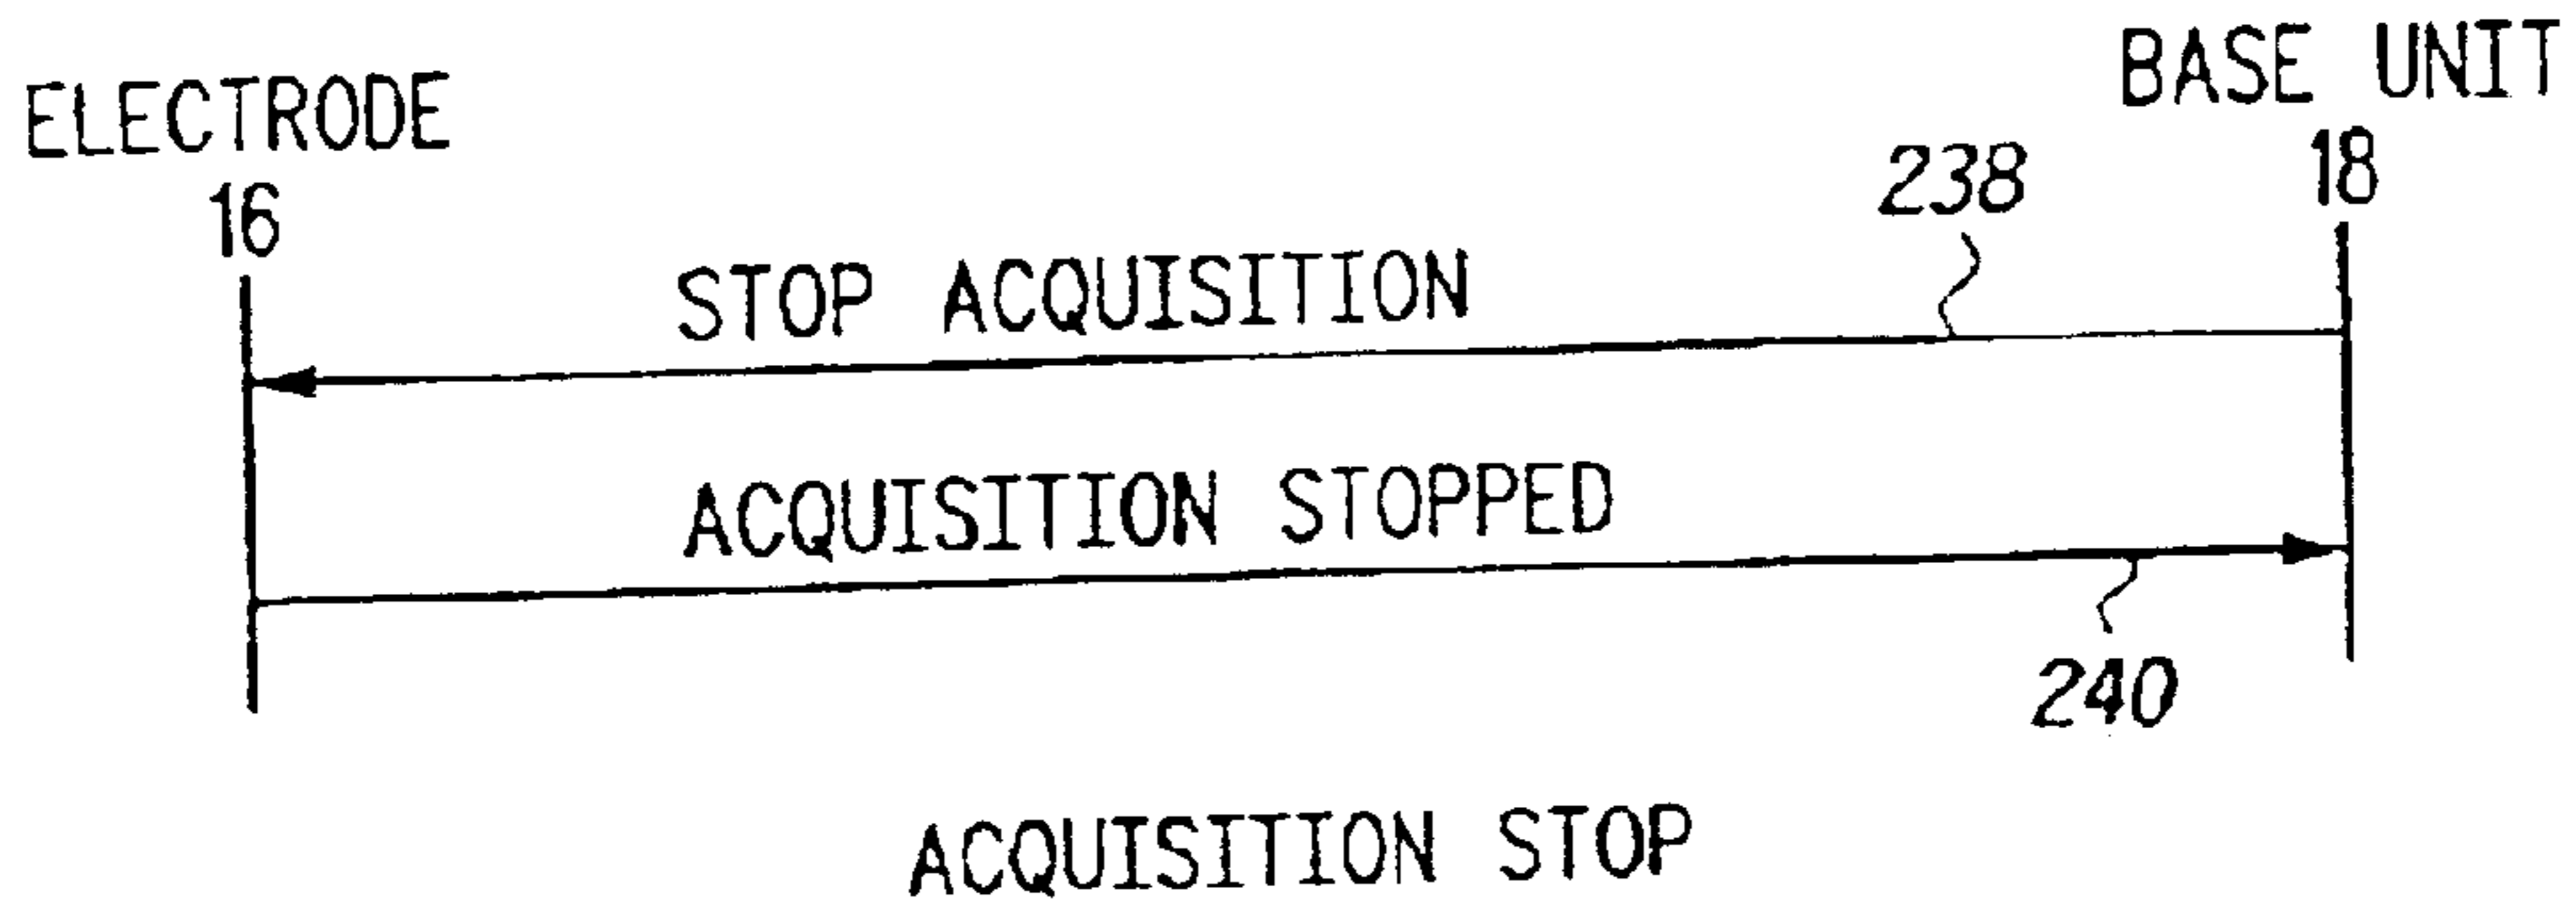 ELECTRODE
16
BASE UNIT
18
238
STOP ACQUISITION
ACQUISITION STOPPED
240
ACQUISITION STOP